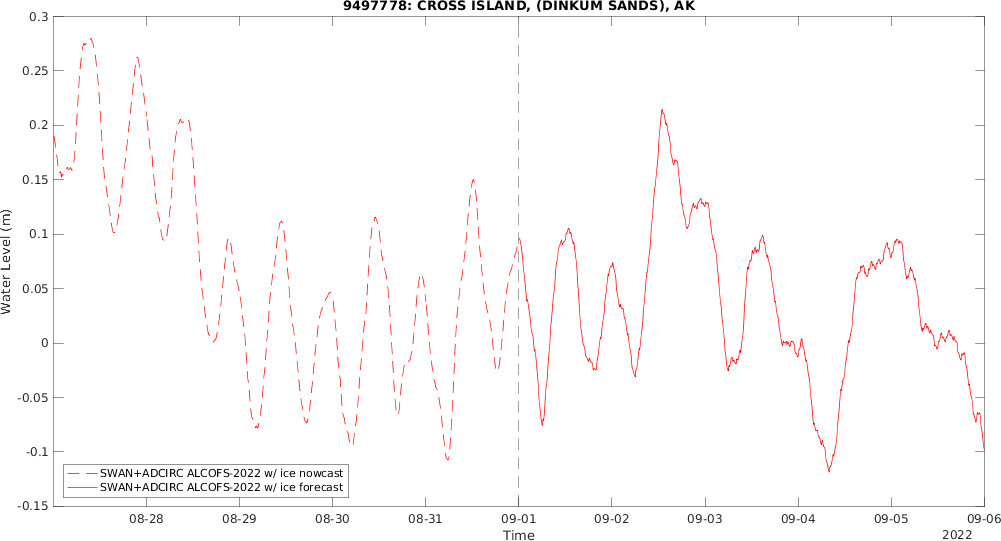 9497778: CROSS ISLAND, (DINKUM SANDS), AK
0.3
0.25
0.2
0.15
0.1
0.05
0
-0.05
-0.1
-0.15
Water Level (m)
SWAN+ADCIRC ALCOFS-2022 w/ ice nowcast
SWAN+ADCIRC ALCOFS-2022 w/ ice forecast
08-28 08-29 08-30 08-31 09-01 09-02 09-03 09-04 09-05 09-06
Time
2022